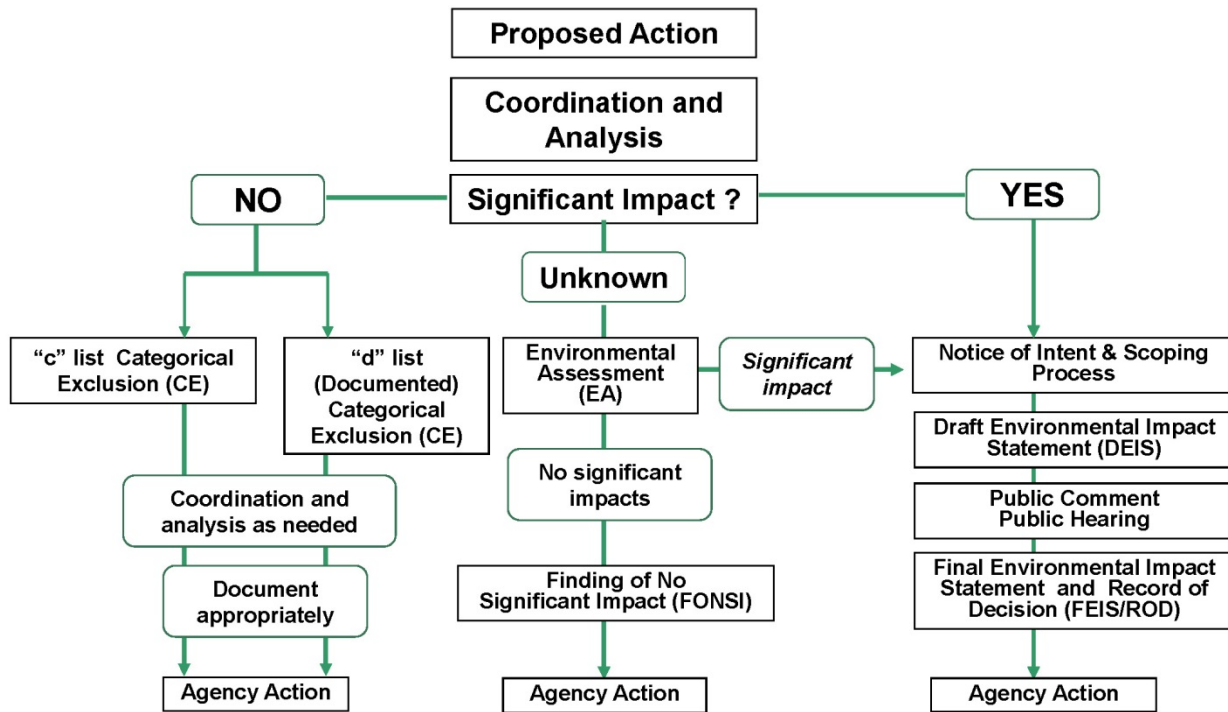 Proposed Action
Coordination and
Analysis
NO
Significant Impact ?
YES
Unknown
“c” list Categorical
Exclusion (CE)
“d” list
(Documented)
Categorical
Exclusion (CE)
Environmental
Assessment
(EA)
Significant
impact
Notice of Intent & Scoping
Process
Draft Environmental Impact
Statement (DEIS)
Coordination and
analysis as needed
No significant
impacts
Public Comment
Public Hearing
Document
appropriately
Finding of No
Significant Impact (FONSI)
Final Environmental Impact
Statement and Record of
Decision (FEIS/ROD)
Agency Action
Agency Action
Agency Action